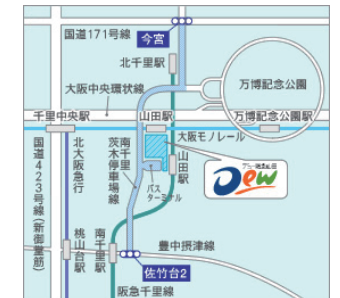 今宮
国道171号線
北千里駅
大阪中央環状線
万博記念公園
千里中央駅
山田駅
万博記念公園駅
大阪モノレール
国道423号線(新御堂筋)
北大阪急行
南千里
茨木停車場線
山田駅
バス
ターミナル
Dew
桃山台駅
南千里駅
豊中摂津線
佐竹台2
阪急千里線